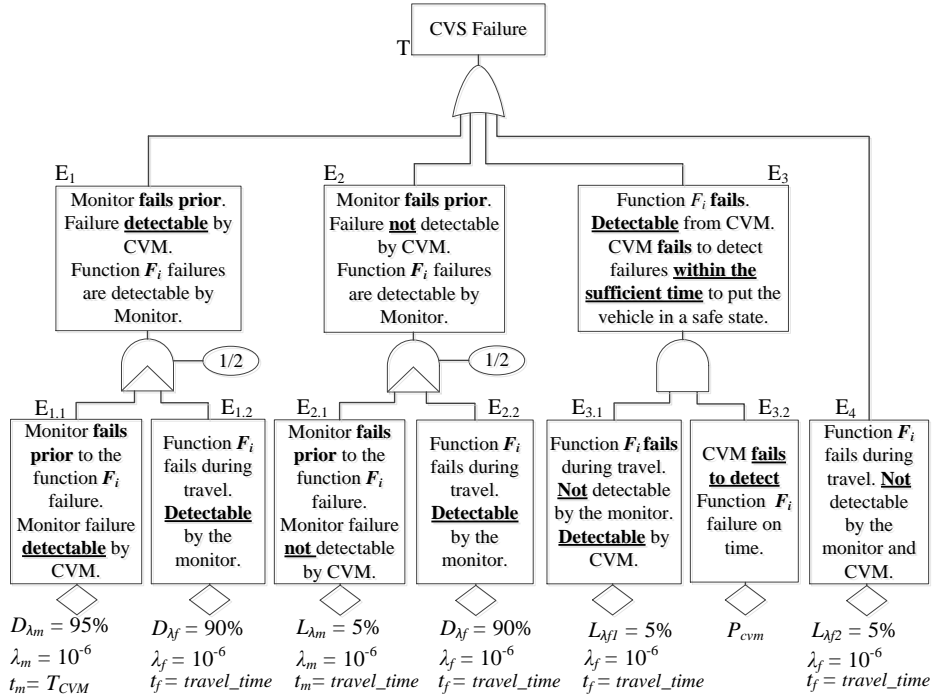 CVS Failure
T
E1
Monitor fails prior.
Failure detectable by
CVM.
Function Fi failures
are detectable by
Monitor.
1/2
E2
Monitor fails prior.
Failure not detectable
by CVM.
Function Fi failures
are detectable by
Monitor.
1/2
E3
Function Fi fails.
Detectable from CVM.
CVM fails to detect
failures within the
sufficient time to put the
vehicle in a safe state.
E1.1
Monitor fails
prior to the
function Fi
failure.
Monitor failure
detectable by
CVM.
Dλm = 95%
λm = 10-6
tm = TCVM
E1.2
Function Fi
fails during
travel.
Detectable
by the
monitor.
Dλf = 90%
λf = 10-6
tf = travel_time
E2.1
Monitor fails
prior to the
function Fi
failure.
Monitor failure
not detectable
by CVM.
Lλm = 5%
λm = 10-6
tm = travel_time
E2.2
Function Fi
fails during
travel.
Detectable
by the
monitor.
Dλf = 90%
λf = 10-6
tf = travel_time
E3.1
Function Fi fails
during travel.
Not detectable
by the monitor.
Detectable by
CVM.
Lλf1 = 5%
λf = 10-6
tf = travel_time
E3.2
CVM fails
to detect
Function Fi
failure on
time.
Pcvm
E4
Function Fi
fails during
travel. Not
detectable
by the
monitor and
CVM.
Lλf2 = 5%
λf = 10-6
tf = travel_time